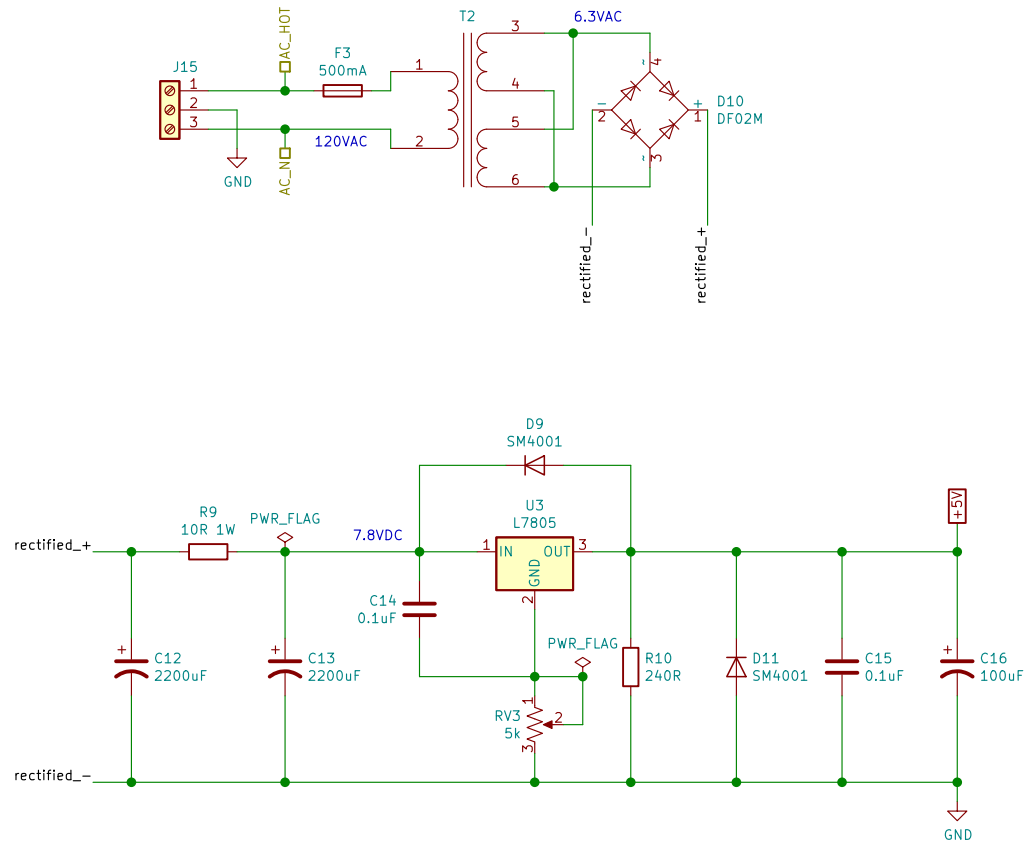 T2
6.3VAC
AC_HOT
F3
500mA
J15
1
2
3
1
2
3
4
5
6
~
4
−
2
+
1
D10
DF02M
~
3
120VAC
GND
AC_N
rectified_-
rectified_+
D9
SM4001
U3
L7805
+5V
R9
10R 1W
PWR_FLAG
7.8VDC
rectified_+
1
IN
OUT
3
GND
2
C14
0.1uF
PWR_FLAG
+
C12
2200uF
+
C13
2200uF
R10
240R
D11
SM4001
C15
0.1uF
+
C16
100uF
RV3
5k
1
2
3
rectified_-
GND